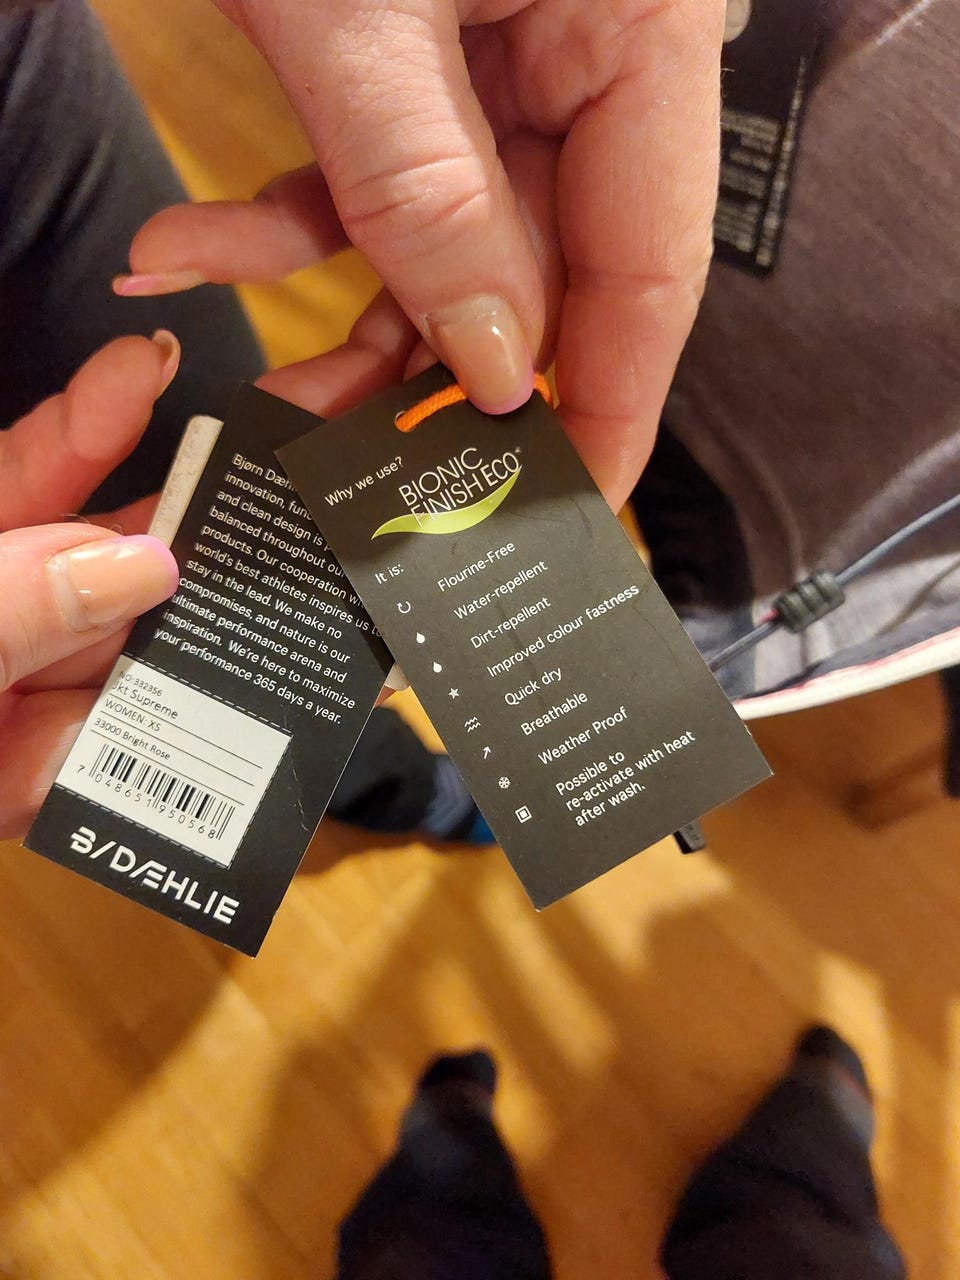 Bjørn
innovation,
and clean design is
balanced throughout
products. Our cooperation
world's best athletes inspires us
stay in the lead. We make no
compromises, and nature is our
ultimate performance arena and
inspiration. We're here to maximize
your performance 365 days a year.
NO:332356
Jkt Supreme
WOMEN: XS
33000 Bright Rose
7 048651 950568
B/DÆHLIE
Why we use?
BIONIC
FINISH ECO®
It is:
Flourine-Free
Water-repellent
Dirt-repellent
Improved colour fastness
Quick dry
Breathable
Weather Proof
Possible to
re-activate with heat
after wash.